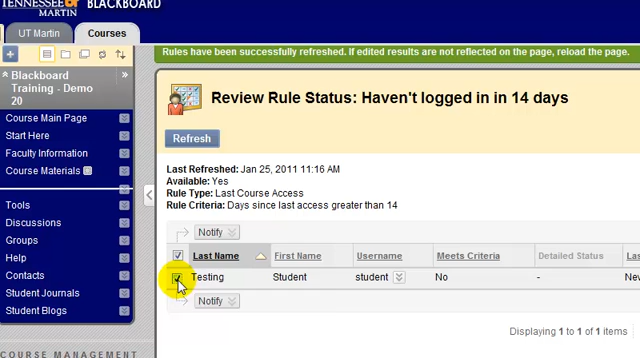 TENNESSEE
MARTIN
BLACKBOARD
UT Martin
Courses
Rules have been successfully refreshed. If edited results are not reflected on the page, reload the page.
Blackboard
Training - Demo
20
Course Main Page
Start Here
Faculty Information
Course Materials
Tools
Discussions
Groups
Help
Contacts
Student Journals
Student Blogs
COURSE MANAGEMENT
Review Rule Status: Haven't logged in in 14 days
Refresh
Last Refreshed: Jan 25, 2011 11:16 AM
Available: Yes
Rule Type: Last Course Access
Rule Criteria: Days since last access greater than 14
Notify
Last Name First Name Username Meets Criteria Detailed Status Las
Testing Student student No - Nev
Notify
Displaying 1 to 1 of 1 items